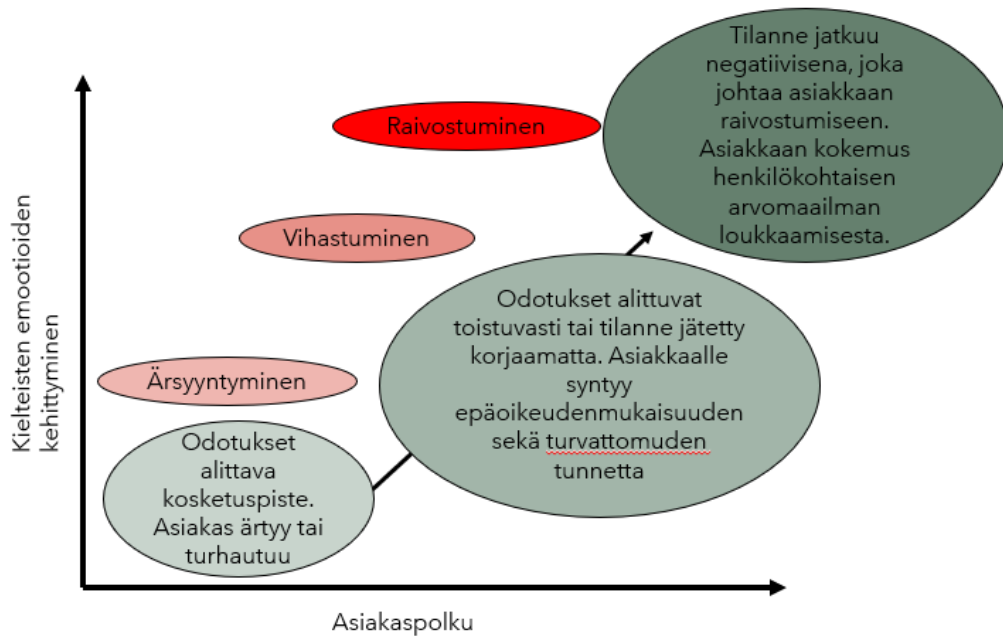 Tilanne jatkuu
negatiivisena, joka
johtaa asiakkaan
raivostumiseen.
Asiakkaan kokemus
henkilökohtaisen
arvomaailman
loukkaamisesta.
Raivostuminen
Vihastuminen
Odotukset alittuvat
toistuvasti tai tilanne jätetty
korjaamatta. Asiakkaalle
syntyy
epäoikeudenmukaisuuden
sekä turvattomuden
tunnetta
Ärsyyntyminen
Odotukset
alittava
kosketuspiste.
Asiakas ärtyy tai
turhautuu
Kielteisten emootioiden
kehittyminen
Asiakaspolku